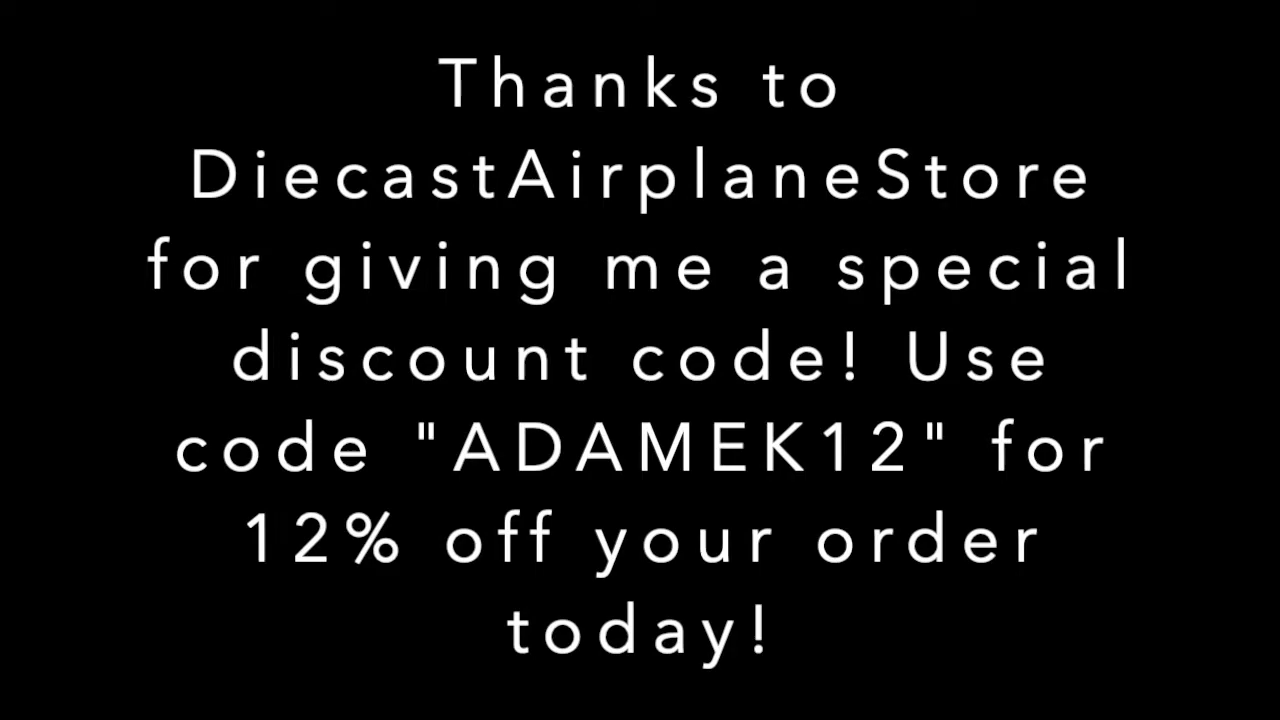 Thanks to
DiecastAirplaneStore
for giving me a special
discount code! Use
code "ADAMEK12" for
12% off your order
today!